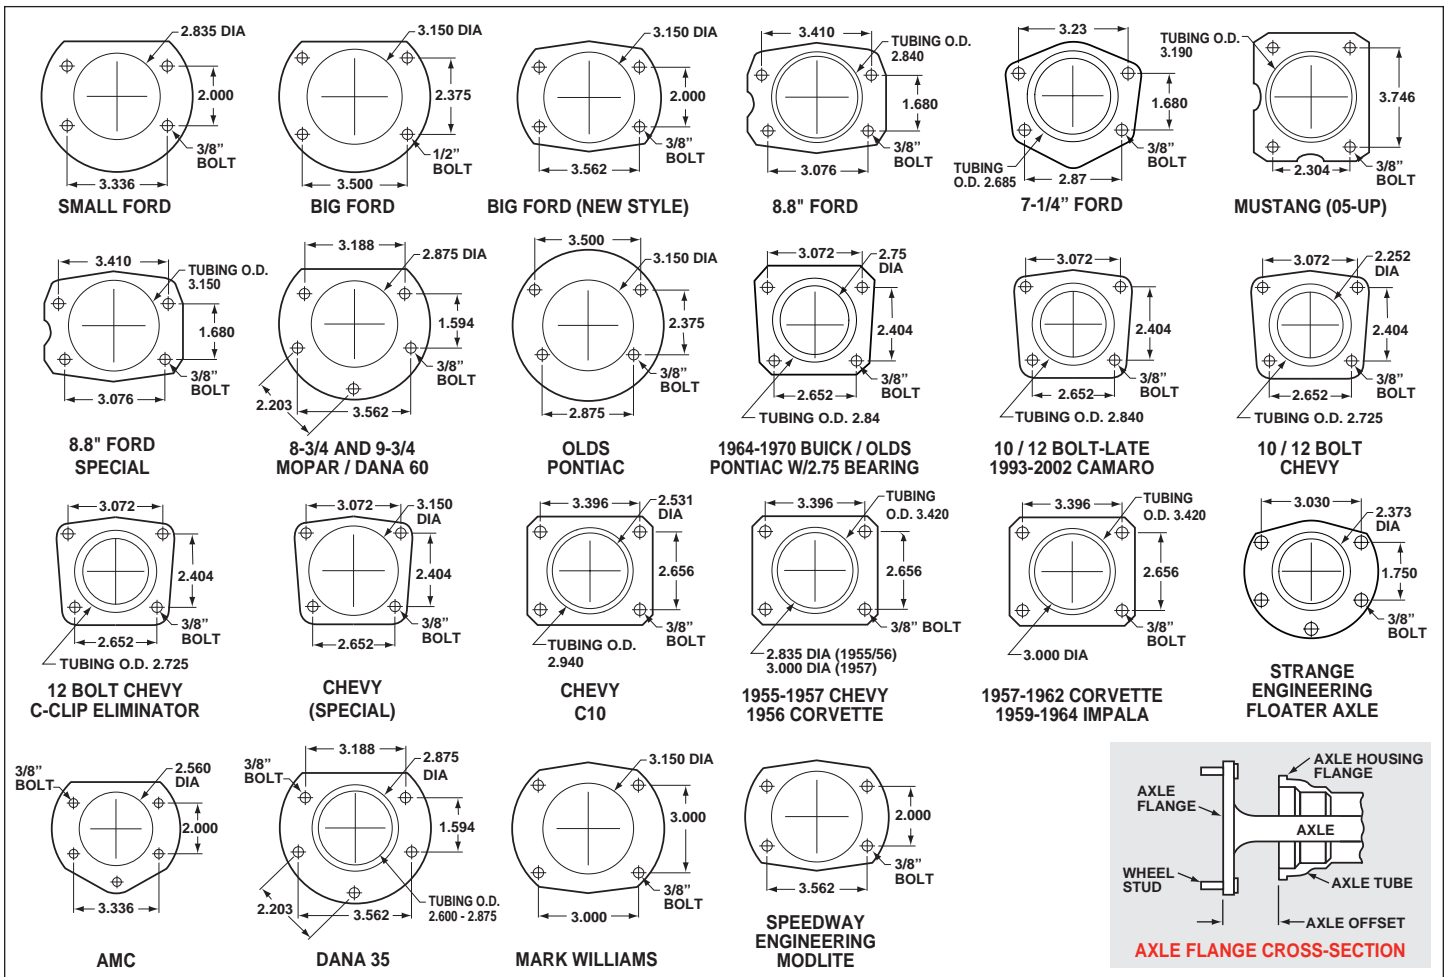 2.835 DIA
2.000
3/8”
BOLT
3.336
SMALL FORD
3.150 DIA
2.375
1/2”
BOLT
3.500
BIG FORD
3.150 DIA
2.000
3/8”
BOLT
3.562
BIG FORD (NEW STYLE)
3.410
TUBING O.D.
2.840
1.680
3/8”
BOLT
3.076
8.8" FORD
3.23
1.680
3/8”
BOLT
TUBING
O.D. 2.685
2.87
7-1/4” FORD
TUBING O.D.
3.190
3.746
3/8”
BOLT
2.304
MUSTANG (05-UP)
3.410
TUBING O.D.
3.150
1.680
3/8”
BOLT
3.076
8.8" FORD
SPECIAL
3.188
2.875 DIA
1.594
3/8”
BOLT
2.203
3.562
8-3/4 AND 9-3/4
MOPAR / DANA 60
3.500
3.150 DIA
2.375
3/8”
BOLT
2.875
OLDS
PONTIAC
3.072
2.75
DIA
2.404
3/8”
BOLT
2.652
TUBING O.D. 2.84
1964-1970 BUICK / OLDS
PONTIAC W/2.75 BEARING
3.072
2.404
3/8”
BOLT
2.652
TUBING O.D. 2.840
10 / 12 BOLT-LATE
1993-2002 CAMARO
3.072
2.252
DIA
2.404
3/8”
BOLT
2.652
TUBING O.D. 2.725
10 / 12 BOLT
CHEVY
3.072
2.404
3/8”
BOLT
2.652
TUBING O.D. 2.725
12 BOLT CHEVY
C-CLIP ELIMINATOR
3.072
3.150
DIA
2.404
3/8”
BOLT
2.652
CHEVY
(SPECIAL)
3.396
2.531
DIA
2.656
3/8”
BOLT
TUBING O.D.
2.940
CHEVY
C10
3.396
TUBING
O.D. 3.420
2.656
3/8” BOLT
2.835 DIA (1955/56)
3.000 DIA (1957)
1955-1957 CHEVY
1956 CORVETTE
3.396
TUBING
O.D. 3.420
2.656
3/8”
BOLT
3.000 DIA
1957-1962 CORVETTE
1959-1964 IMPALA
3.030
2.373
DIA
1.750
3/8”
BOLT
STRANGE
ENGINEERING
FLOATER AXLE
3/8”
BOLT
2.560
DIA
2.000
3.336
AMC
3/8”
BOLT
3.188
2.875
DIA
1.594
2.203
3.562
TUBING O.D.
2.600 - 2.875
DANA 35
3.150 DIA
3.000
3/8”
BOLT
3.000
MARK WILLIAMS
2.000
3/8”
BOLT
3.562
SPEEDWAY
ENGINEERING
MODLITE
AXLE HOUSING
FLANGE
AXLE
FLANGE
AXLE
WHEEL
STUD
AXLE TUBE
AXLE OFFSET
AXLE FLANGE CROSS-SECTION